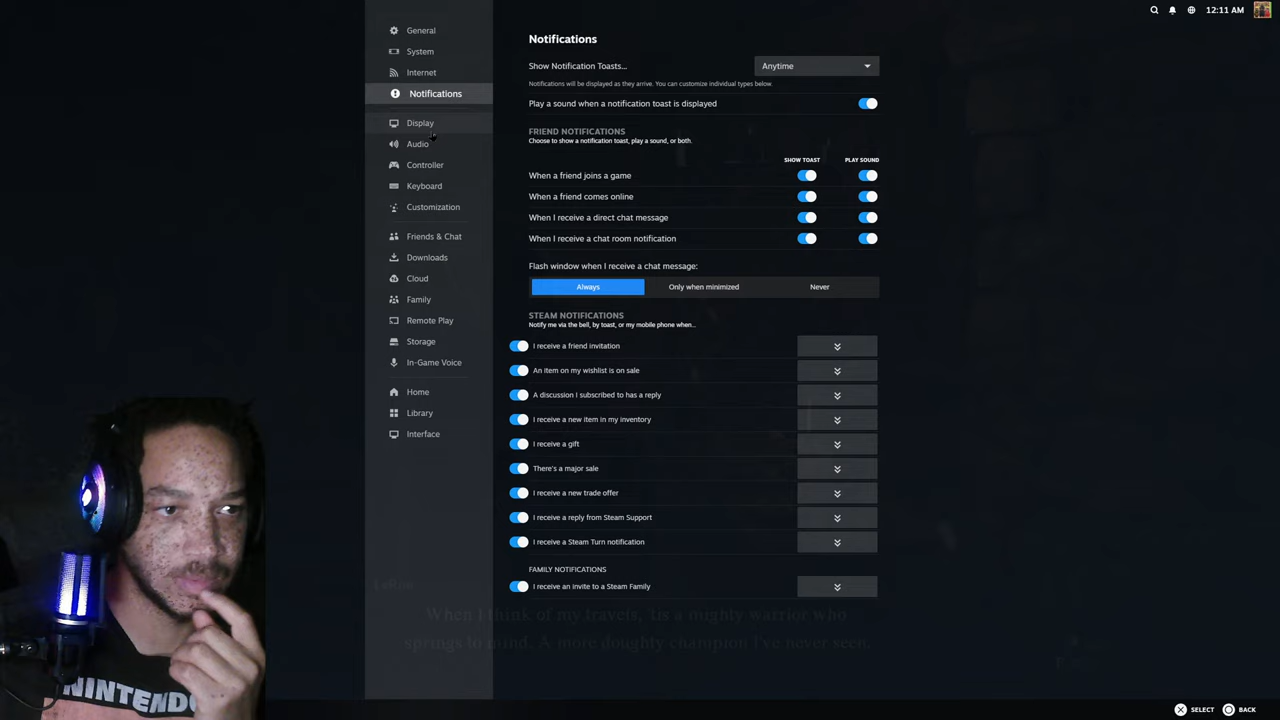 12:11 AM
General
System
Internet
Notifications
Display
Audio
Controller
Keyboard
Customization
Friends & Chat
Downloads
Cloud
Family
Remote Play
Storage
In-Game Voice
Home
Library
Interface
Notifications
Show Notification Toasts...
Anytime
Notifications will be displayed as they arrive. You can customize individual types below.
Play a sound when a notification toast is displayed
FRIEND NOTIFICATIONS
Choose to show a notification toast, play a sound, or both.
SHOW TOAST PLAY SOUND
When a friend joins a game
When a friend comes online
When I receive a direct chat message
When I receive a chat room notification
Flash window when I receive a chat message:
Always Only when minimized Never
STEAM NOTIFICATIONS
Notify me via the bell, by toast, or my mobile phone when...
I receive a friend invitation
An item on my wishlist is on sale
A discussion I subscribed to has a reply
I receive a new item in my inventory
I receive a gift
There's a major sale
I receive a new trade offer
I receive a reply from Steam Support
I receive a Steam Turn notification
FAMILY NOTIFICATIONS
I receive an invite to a Steam Family
When I think of my travels, 'tis a mighty warrior who
springs to mind. A more doughty champion I've never seen.
NINTENDO
SELECT BACK